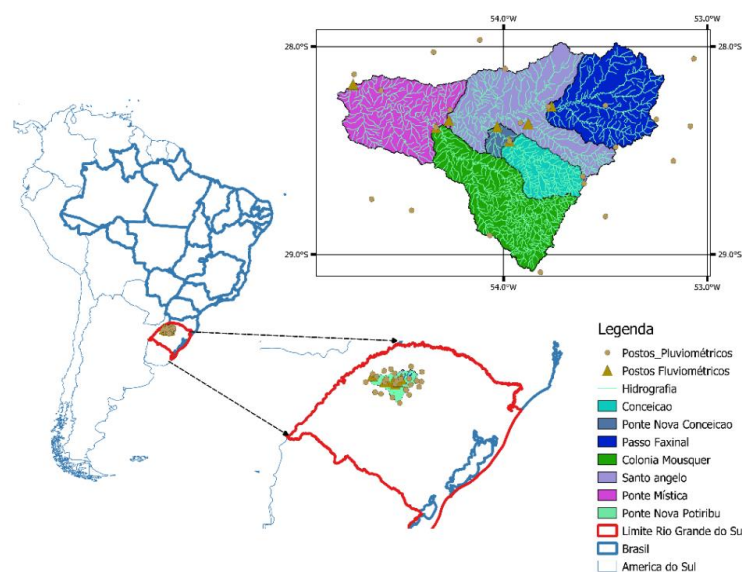 54.0°W
53.0°W
28.0°S
28.0°S
29.0°S
29.0°S
54.0°W
53.0°W
Legenda
Postos_Pluviométricos
Postos Fluviométricos
Hidrografia
Conceicao
Ponte Nova Conceicao
Passo Faxinal
Colonia Mousquer
Santo angelo
Ponte Mística
Ponte Nova Potiribu
Limite Rio Grande do Su
Brasil
America do Sul